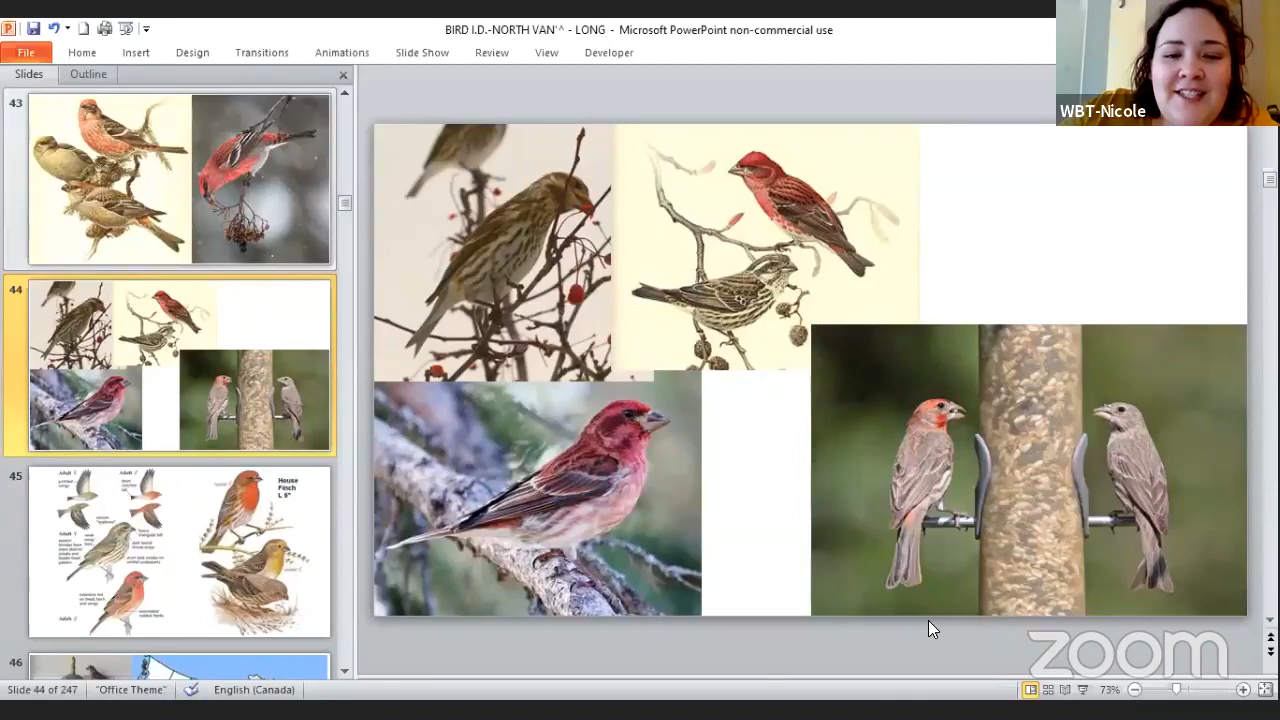 BIRD I.D.-NORTH VAN'^ - LONG - Microsoft PowerPoint non-commercial use
File Home Insert Design Transitions Animations Slide Show Review View Developer
WBT-Nicole
Slides Outline
43
44
45
House
Finch
L 6"
46
zoom
Slide 44 of 247 "Office Theme" English (Canada) 73%